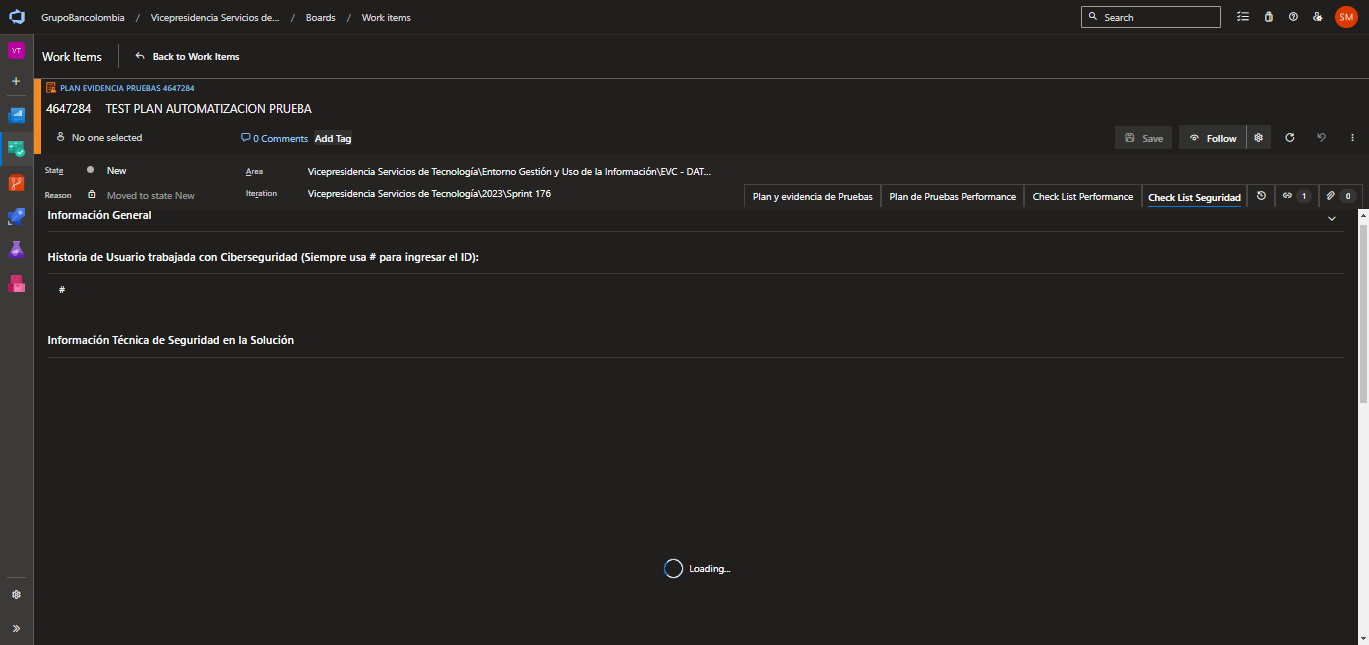 GrupoBancolombia / Vicepresidencia Servicios de... / Boards / Work items
Search
SM
VT
Work Items
Back to Work Items
PLAN EVIDENCIA PRUEBAS 4647284
4647284 TEST PLAN AUTOMATIZACION PRUEBA
No one selected
0 Comments
Add Tag
Save
Follow
State New
Area Vicepresidencia Servicios de Tecnología\Entorno Gestión y Uso de la Información\EVC - DAT...
Reason Moved to state New
Iteration Vicepresidencia Servicios de Tecnología\2023\Sprint 176
Plan y evidencia de Pruebas
Plan de Pruebas Performance
Check List Performance
Check List Seguridad
1
0
Información General
Historia de Usuario trabajada con Ciberseguridad (Siempre usa # para ingresar el ID):
#
Información Técnica de Seguridad en la Solución
Loading...